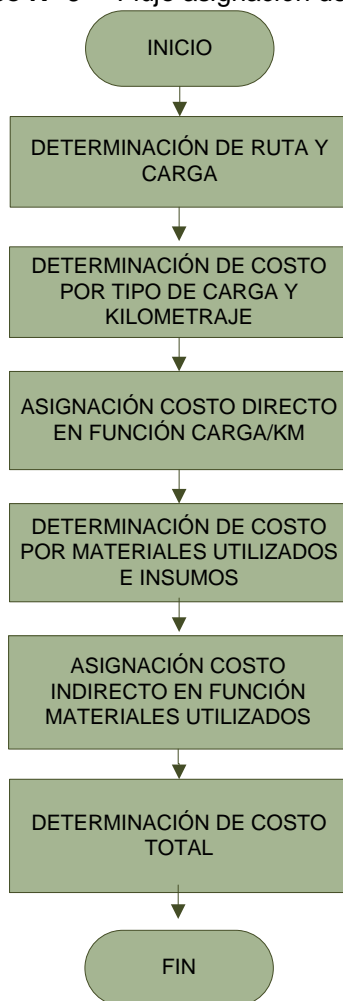 Flujo asignación
INICIO
DETERMINACIÓN DE RUTA Y
CARGA
DETERMINACIÓN DE COSTO
POR TIPO DE CARGA Y
KILOMETRAJE
ASIGNACIÓN COSTO DIRECTO
EN FUNCIÓN CARGA/KM
DETERMINACIÓN DE COSTO
POR MATERIALES UTILIZADOS
E INSUMOS
ASIGNACIÓN COSTO
INDIRECTO EN FUNCIÓN
MATERIALES UTILIZADOS
DETERMINACIÓN DE COSTO
TOTAL
FIN